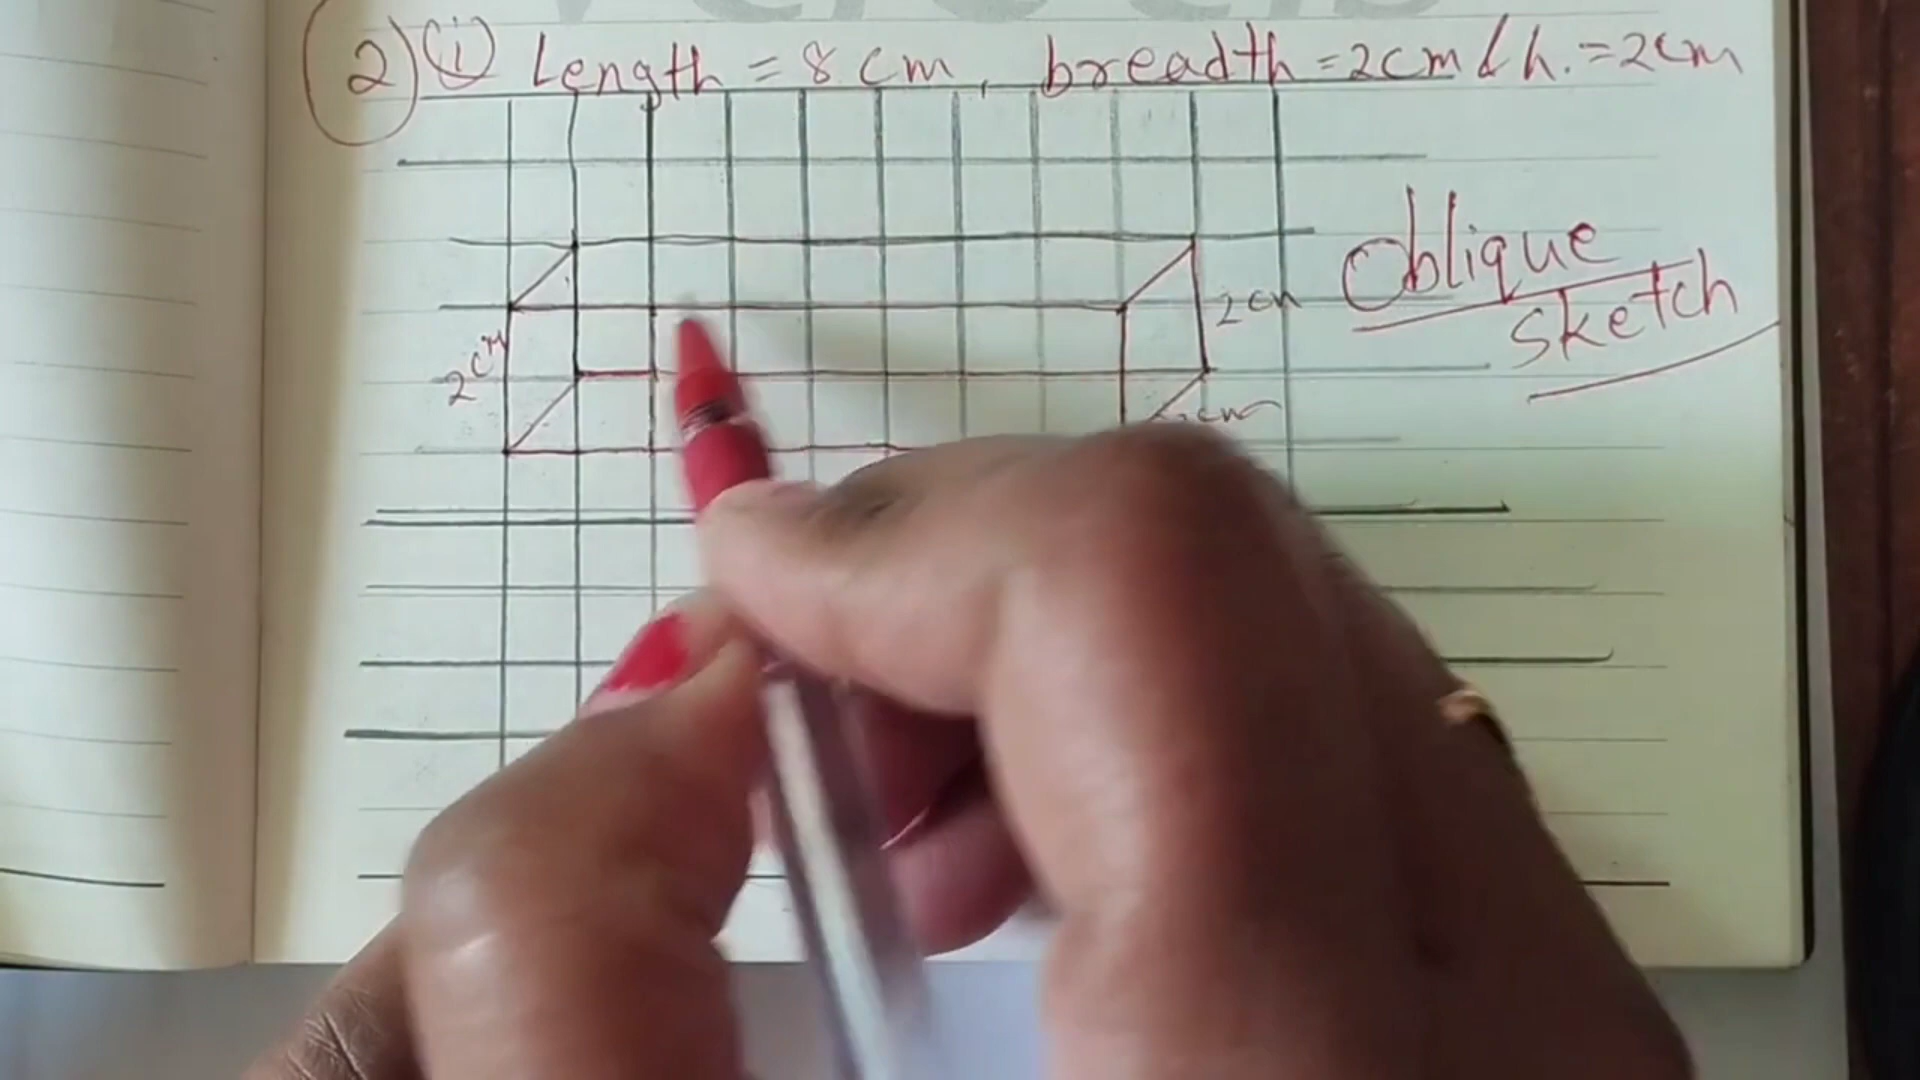 2) (i) Length = 8 cm, breadth = 2cm & h. = 2cm
Oblique
sketch
2cm
2cm